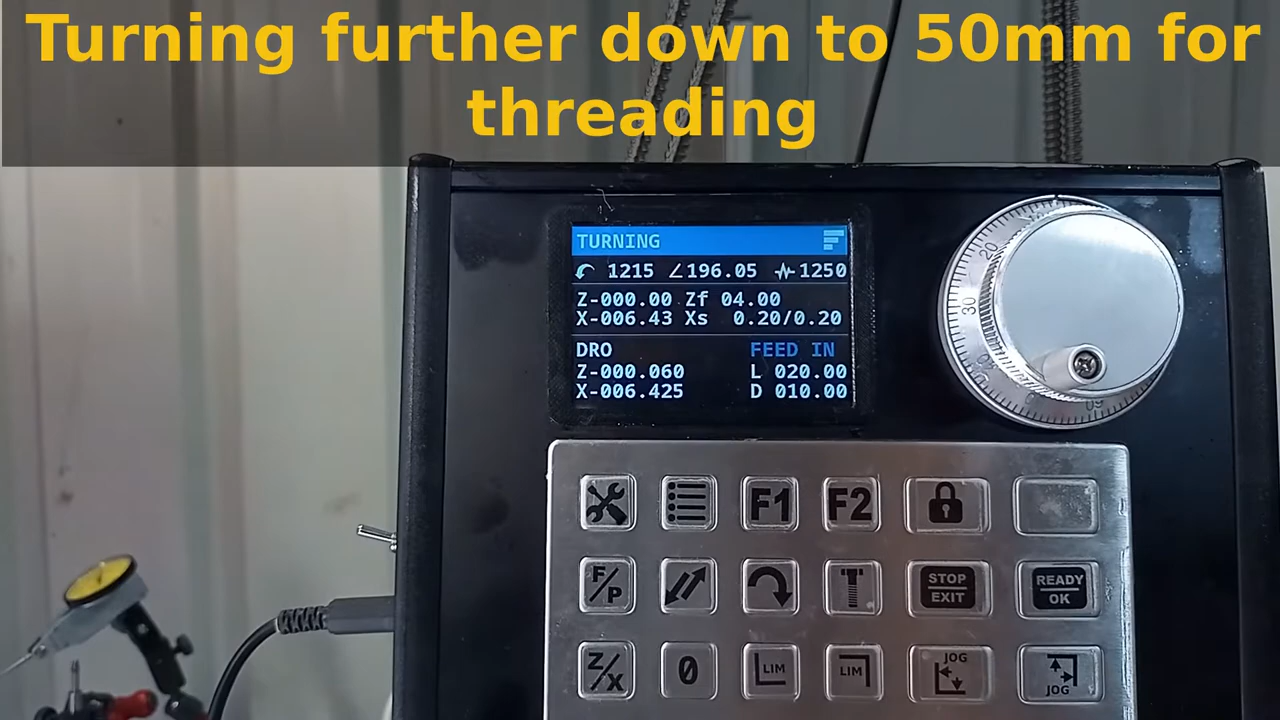 Turning further down to 50mm for
threading
TURNING
1215 ∠196.05 1250
Z-000.00 Zf 04.00
X-006.43 Xs 0.20/0.20
DRO FEED IN
Z-000.060 L 020.00
X-006.425 D 010.00
20
30
F1 F2
F/P
STOP
EXIT
READY
OK
Z/X 0 LIM LIM JOG JOG